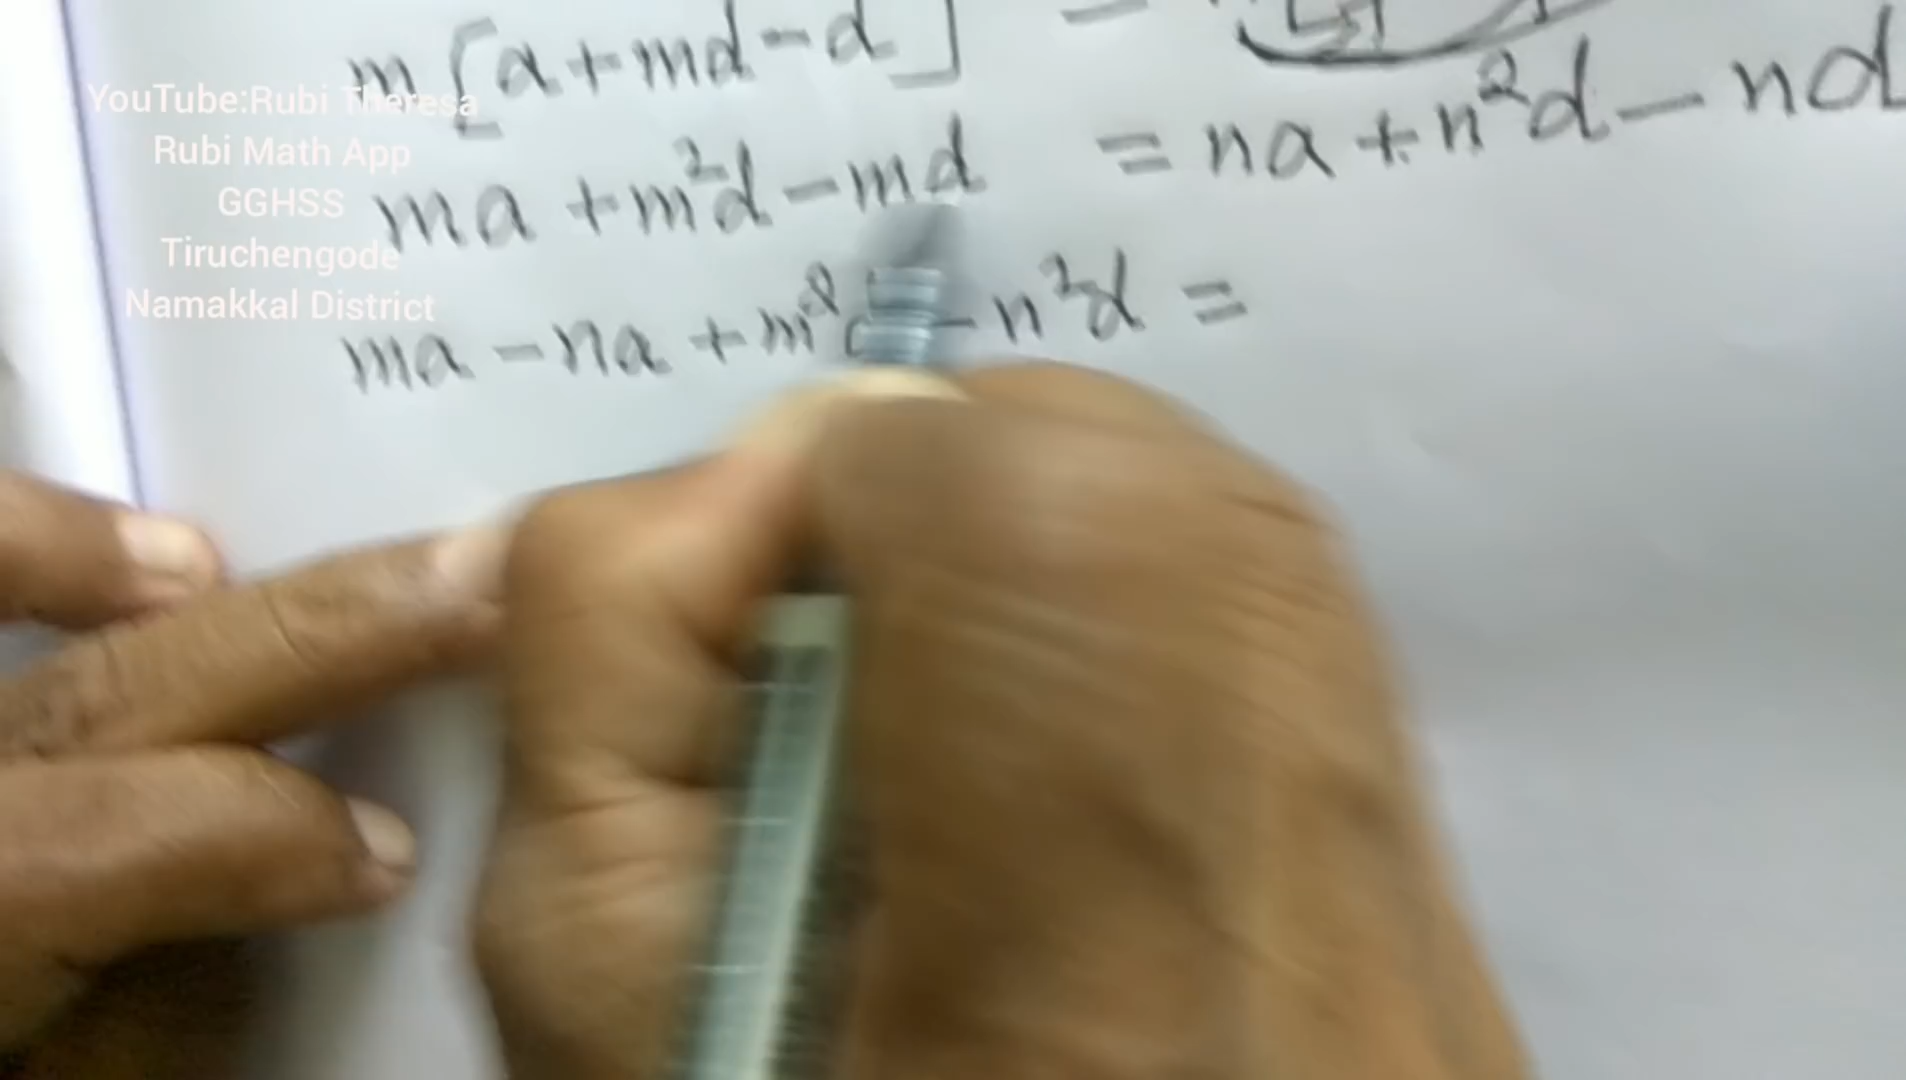 m[a+md-d] =
YouTube:Rubi Theresa
Rubi Math App
GGHSS
Tiruchengode
Namakkal District
ma + m²d - md = na + n²d - nd
ma - na + m²d - n²d =